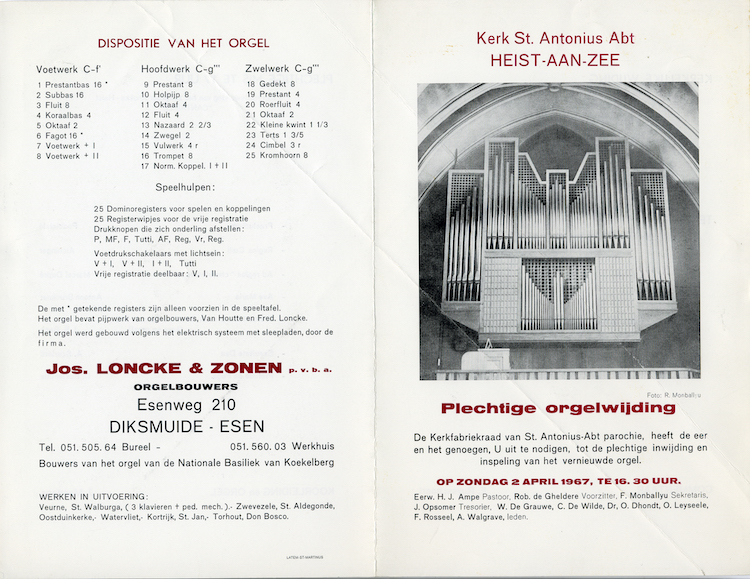 DISPOSITIE VAN HET ORGEL
Voetwerk C-f'
1 Prestantbas 16 *
2 Subbas 16
3 Fluit 8
4 Koraalbas 4
5 Oktaaf 2
6 Fagot 16 *
7 Voetwerk + I
8 Voetwerk + II
Hoofdwerk C-g'''
9 Prestant 8
10 Holpijp 8
11 Oktaaf 4
12 Fluit 4
13 Nazaard 2 2/3
14 Zwegel 2
15 Vulwerk 4 r
16 Trompet 8
17 Norm. Koppel. I + II
Zwelwerk C-g'''
18 Gedekt 8
19 Prestant 4
20 Roerfluit 4
21 Oktaaf 2
22 Kleine kwint 1 1/3
23 Terts 1 3/5
24 Cimbel 3 r
25 Kromhoorn 8
Speelhulpen:
25 Dominoregisters voor spelen en koppelingen
25 Registerwipjes voor de vrije registratie
Drukknopen die zich onderling afstellen:
P, MF, F, Tutti, AF, Reg, Vr, Reg.
Voetdrukschakelaars met lichtsein:
V + I, V + II, I + II, Tutti
Vrije registratie deelbaar: V, I, II.
De met * getekende registers zijn alleen voorzien in de speeltafel.
Het orgel bevat pijpwerk van orgelbouwers, Van Houtte en Fred. Loncke.
Het orgel werd gebouwd volgens het elektrisch systeem met sleepladen, door de
firma.
Jos. LONCKE & ZONEN p. v. b. a.
ORGELBOUWERS
Esenweg 210
DIKSMUIDE - ESEN
Tel. 051. 505. 64 Bureel - 051. 560. 03 Werkhuis
Bouwers van het orgel van de Nationale Basiliek van Koekelberg
WERKEN IN UITVOERING:
Veurne, St. Walburga, ( 3 klavieren + ped. mech. ).- Zwevezele, St. Aldegonde,
Oostduinkerke,- Watervliet,- Kortrijk, St. Jan,- Torhout, Don Bosco.
LATEM-ST-MARTINUS
Kerk St. Antonius Abt
HEIST-AAN-ZEE
Foto: R. Monballyu
Plechtige orgelwijding
De Kerkfabriekraad van St. Antonius-Abt parochie, heeft de eer
en het genoegen, U uit te nodigen, tot de plechtige inwijding en
inspeling van het vernieuwde orgel.
OP ZONDAG 2 APRIL 1967, TE 16. 30 UUR.
Eerw. H. J. Ampe Pastoor, Rob. de Gheldere Voorzitter, F. Monballyu Sekretaris,
J. Opsomer Tresorier, W. De Grauwe, C. De Wilde, Dr, O. Dhondt, O. Leyseele,
F. Rosseel, A. Walgrave, leden.